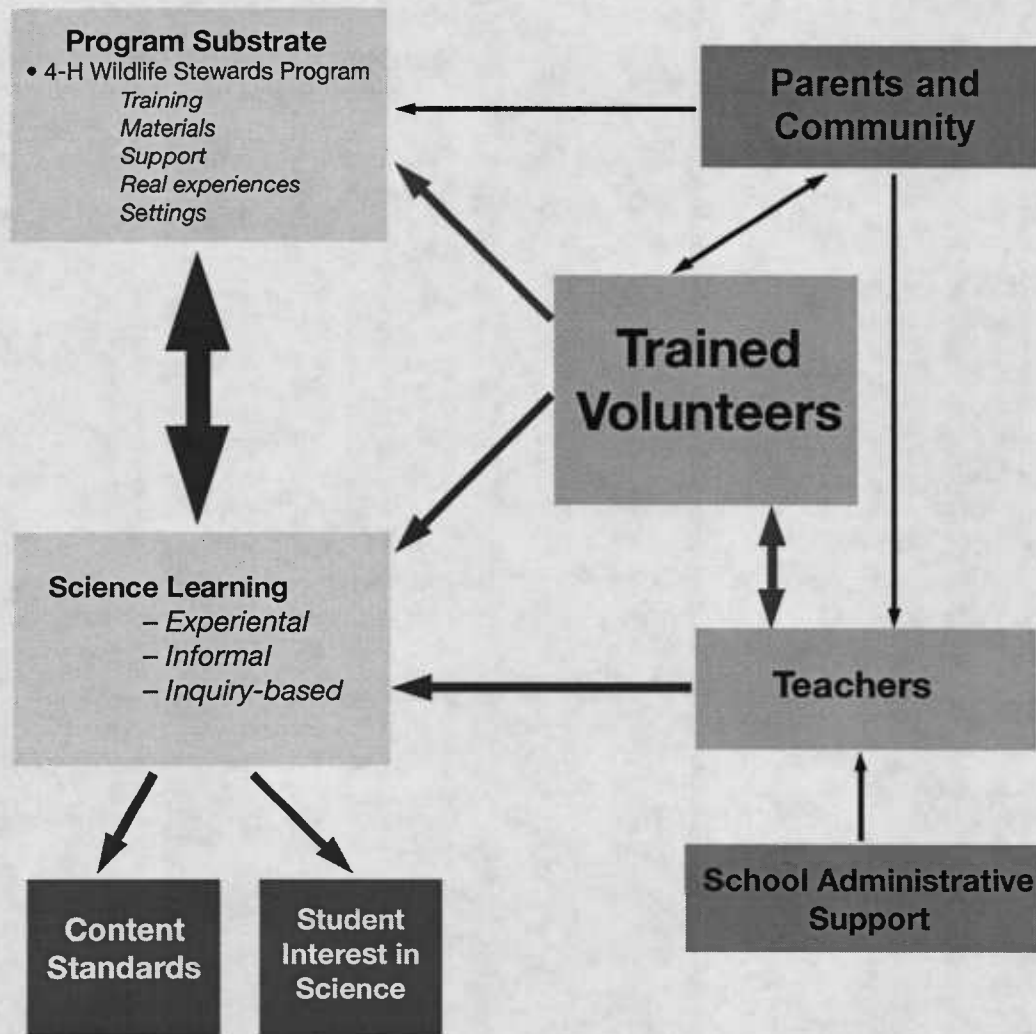 Program Substrate
• 4-H Wildlife Stewards Program
Training
Materials
Support
Real experiences
Settings
Parents and
Community
Trained
Volunteers
Science Learning
– Experiental
– Informal
– Inquiry-based
Teachers
School Administrative
Support
Content
Standards
Student
Interest in
Science